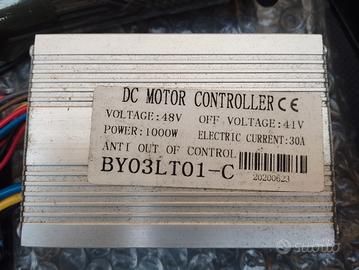 DC MOTOR CONTROLLER CE
VOLTAGE:48V OFF VOLTAGE:41V
POWER:1000W ELECTRIC CURRENT:30A
ANTI OUT OF CONTROL
BY03LT01-C
20200623
subito